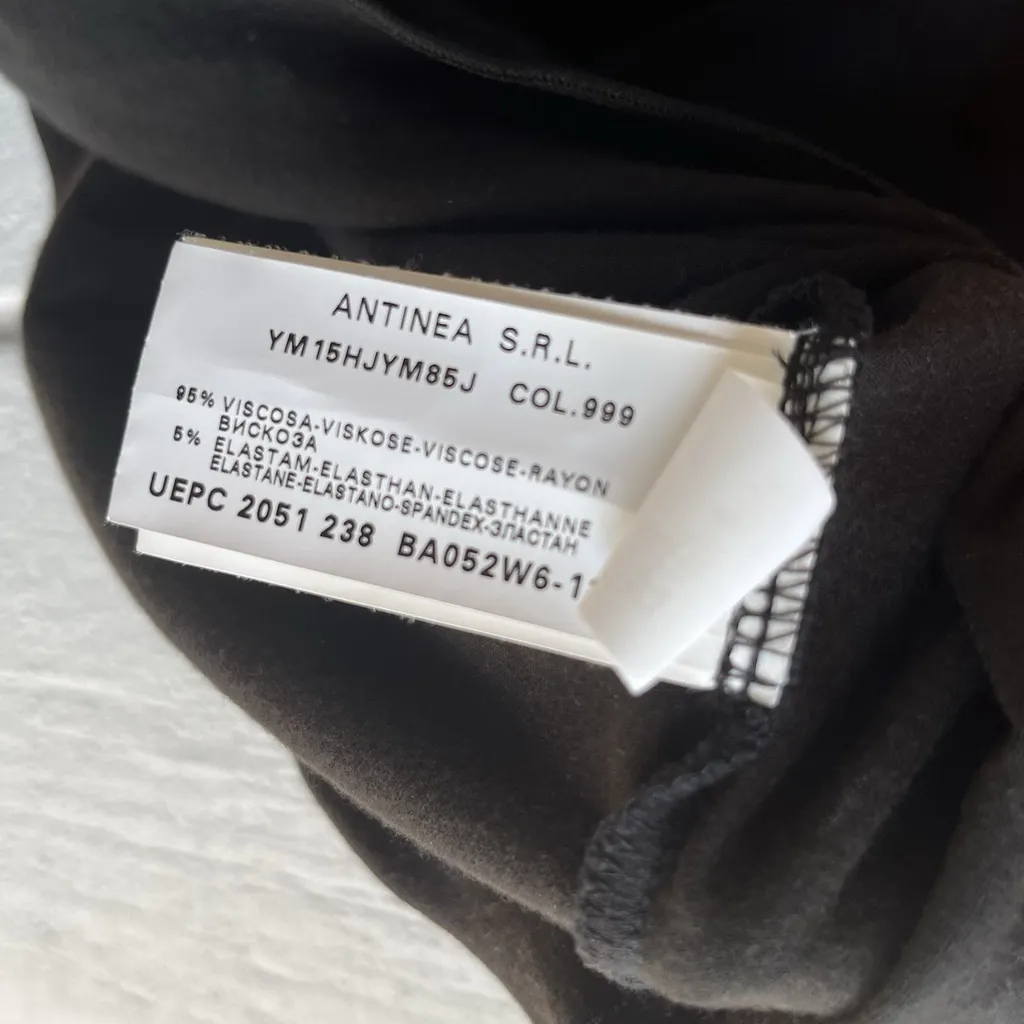 ANTINEA S.R.L.
YM15HJYM85J COL.999
95% VISCOSA-VISKOSE-VISCOSE-RAYON
ВИСКОЗА
5% ELASTAM-ELASTHAN-ELASTHANNE
ELASTANE-ELASTANO-SPANDEX-ЭЛАСТАН
UEPC 2051 238 BA052W6-1